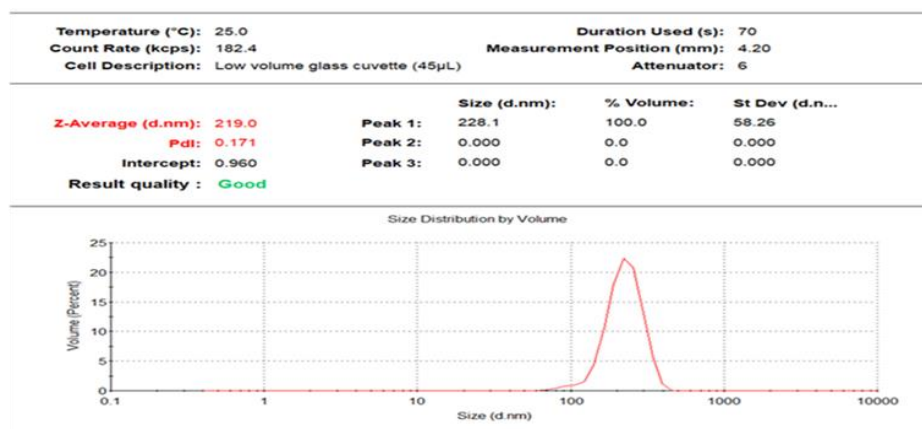 Temperature (°C): 25.0 Duration Used (s): 70
Count Rate (kcps): 182.4 Measurement Position (mm): 4.20
Cell Description: Low volume glass cuvette (45µL) Attenuator: 6
Size (d.nm): % Volume: St Dev (d.n...
Z-Average (d.nm): 219.0 Peak 1: 228.1 100.0 58.26
PdI: 0.171 Peak 2: 0.000 0.0 0.000
Intercept: 0.960 Peak 3: 0.000 0.0 0.000
Result quality : Good
Size Distribution by Volume
Volume (Percent)
25
20
15
10
5
0
0.1 1 10 100 1000 10000
Size (d.nm)